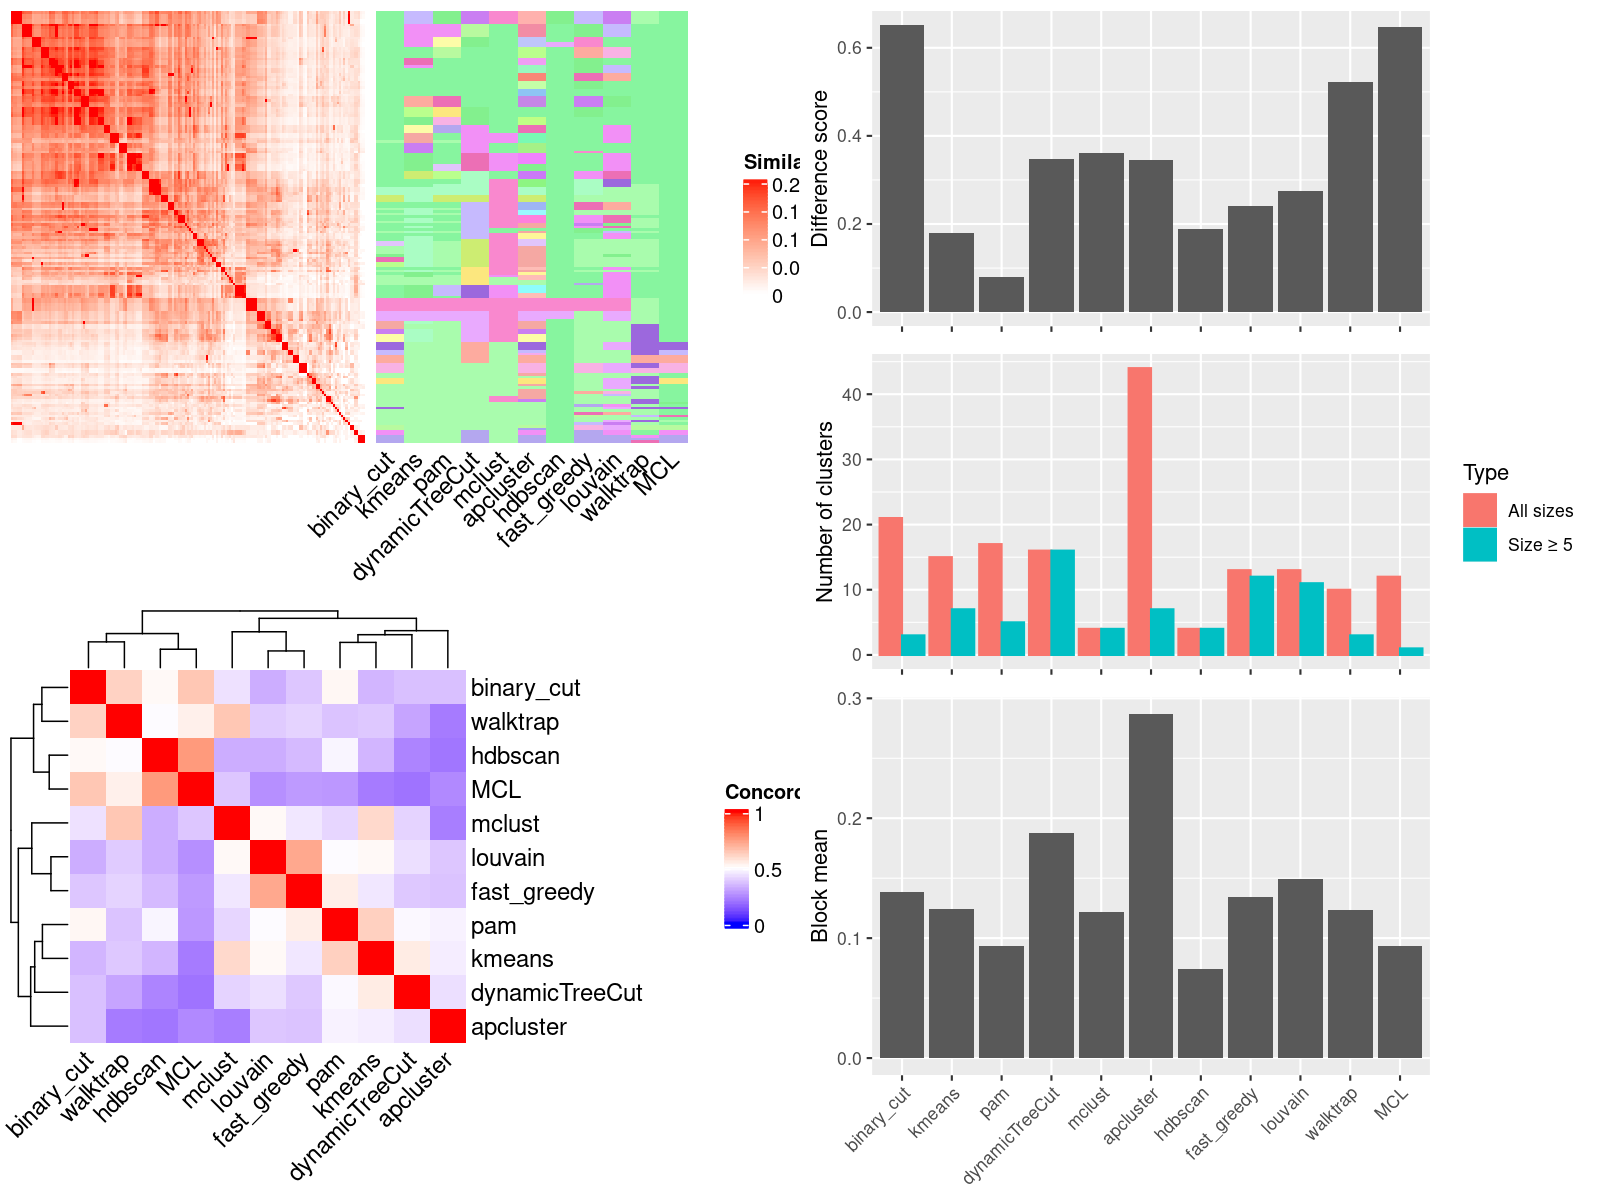 Simila
0.2
0.1
0.1
0.0
0
binary_cut
kmeans
pam
dynamicTreeCut
mclust
apcluster
hdbscan
fast_greedy
louvain
walktrap
MCL
binary_cut
walktrap
hdbscan
MCL
mclust
louvain
fast_greedy
pam
kmeans
dynamicTreeCut
apcluster
binary_cut
walktrap
hdbscan
MCL
mclust
louvain
fast_greedy
pam
kmeans
dynamicTreeCut
apcluster
Concord
1
0.5
0
Difference score
0.6
0.4
0.2
0.0
Number of clusters
40
30
20
10
0
Type
All sizes
Size ≥ 5
Block mean
0.3
0.2
0.1
0.0
binary_cut
kmeans
pam
dynamicTreeCut
mclust
apcluster
hdbscan
fast_greedy
louvain
walktrap
MCL